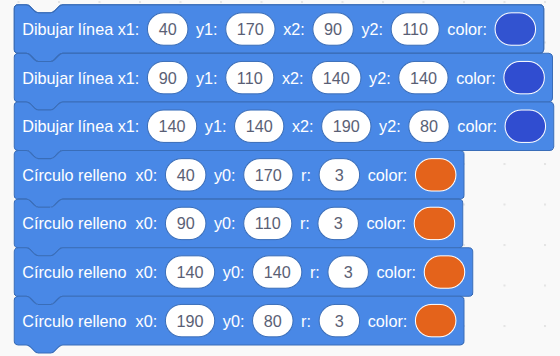 Dibujar línea x1: 40 y1: 170 x2: 90 y2: 110 color:
Dibujar línea x1: 90 y1: 110 x2: 140 y2: 140 color:
Dibujar línea x1: 140 y1: 140 x2: 190 y2: 80 color:
Círculo relleno x0: 40 y0: 170 r: 3 color:
Círculo relleno x0: 90 y0: 110 r: 3 color:
Círculo relleno x0: 140 y0: 140 r: 3 color:
Círculo relleno x0: 190 y0: 80 r: 3 color: